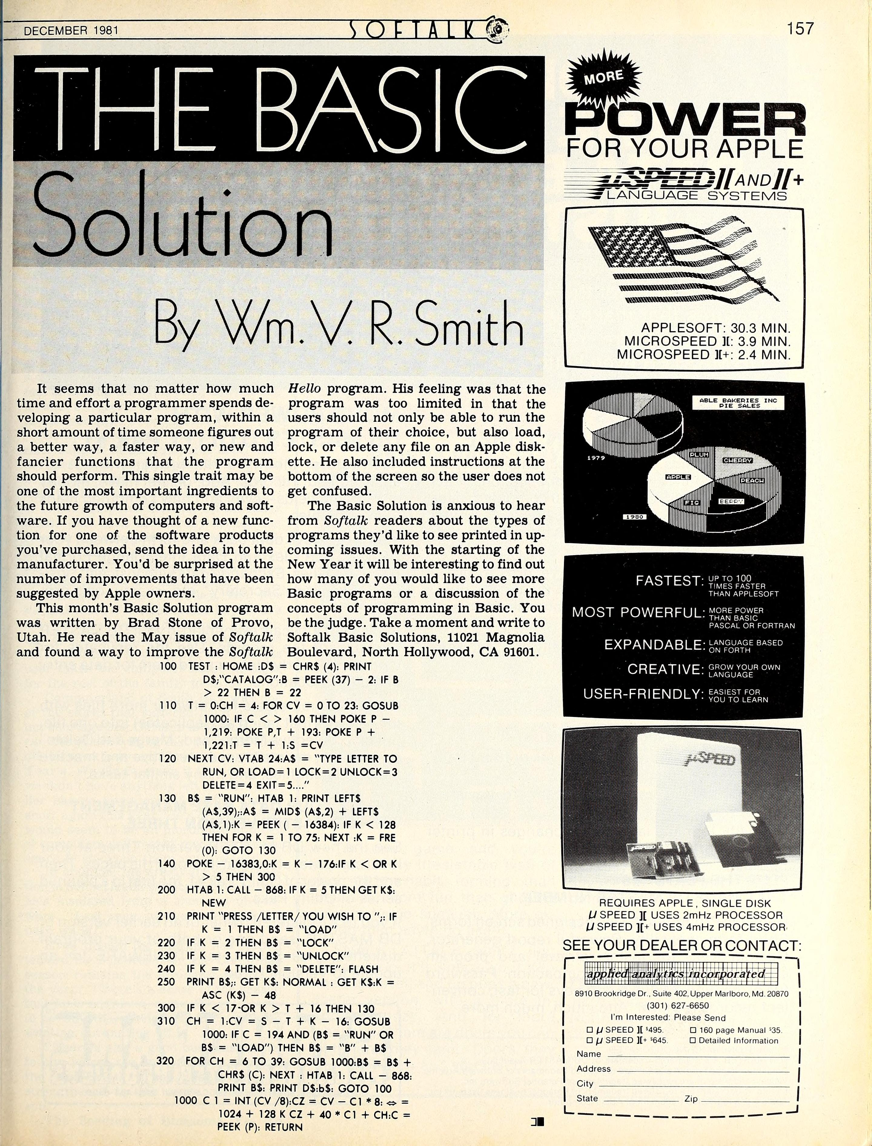 DECEMBER 1981
SOFTALK
157
THE BASIC
Solution
By Wm. V. R. Smith
It seems that no matter how much
time and effort a programmer spends de-
veloping a particular program, within a
short amount of time someone figures out
a better way, a faster way, or new and
fancier functions that the program
should perform. This single trait may be
one of the most important ingredients to
the future growth of computers and soft-
ware. If you have thought of a new func-
tion for one of the software products
you've purchased, send the idea in to the
manufacturer. You'd be surprised at the
number of improvements that have been
suggested by Apple owners.
This month's Basic Solution program
was written by Brad Stone of Provo,
Utah. He read the May issue of Softalk
and found a way to improve the Softalk
Hello program. His feeling was that the
program was too limited in that the
users should not only be able to run the
program of their choice, but also load,
lock, or delete any file on an Apple disk-
ette. He also included instructions at the
bottom of the screen so the user does not
get confused.
The Basic Solution is anxious to hear
from Softalk readers about the types of
programs they'd like to see printed in up-
coming issues. With the starting of the
New Year it will be interesting to find out
how many of you would like to see more
Basic programs or a discussion of the
concepts of programming in Basic. You
be the judge. Take a moment and write to
Softalk Basic Solutions, 11021 Magnolia
Boulevard, North Hollywood, CA 91601.
100 TEST : HOME :D$ = CHR$ (4): PRINT
D$;"CATALOG":B = PEEK (37) - 2: IF B
> 22 THEN B = 22
110 T = 0:CH = 4: FOR CV = 0 TO 23: GOSUB
1000: IF C < > 160 THEN POKE P -
1,219: POKE P,T + 193: POKE P +
1,221:T = T + 1:S =CV
120 NEXT CV: VTAB 24:A$ = "TYPE LETTER TO
RUN, OR LOAD=1 LOCK=2 UNLOCK=3
DELETE=4 EXIT=5...."
130 B$ = "RUN": HTAB 1: PRINT LEFT$
(A$,39);:A$ = MID$ (A$,2) + LEFT$
(A$,1):K = PEEK ( - 16384): IF K < 128
THEN FOR K = 1 TO 75: NEXT :K = FRE
(0): GOTO 130
140 POKE - 16383,0:K = K - 176:IF K < OR K
> 5 THEN 300
200 HTAB 1: CALL - 868: IF K = 5 THEN GET K$:
NEW
210 PRINT "PRESS /LETTER/ YOU WISH TO ";: IF
K = 1 THEN B$ = "LOAD"
220 IF K = 2 THEN B$ = "LOCK"
230 IF K = 3 THEN B$ = "UNLOCK"
240 IF K = 4 THEN B$ = "DELETE": FLASH
250 PRINT B$;: GET K$: NORMAL : GET K$:K =
ASC (K$) - 48
300 IF K < 17 OR K > T + 16 THEN 130
310 CH = 1:CV = S - T + K - 16: GOSUB
1000: IF C = 194 AND (B$ = "RUN" OR
B$ = "LOAD") THEN B$ = "B" + B$
320 FOR CH = 6 TO 39: GOSUB 1000:B$ = B$ +
CHR$ (C): NEXT : HTAB 1: CALL - 868:
PRINT B$: PRINT D$:b$: GOTO 100
1000 C 1 = INT (CV /8):CZ = CV - C1 * 8: <> =
1024 + 128 K CZ + 40 * C1 + CH:C =
PEEK (P): RETURN
MORE
POWER
FOR YOUR APPLE
µSPEED ][ AND ][+
LANGUAGE SYSTEMS
APPLESOFT: 30.3 MIN.
MICROSPEED ][: 3.9 MIN.
MICROSPEED ][+: 2.4 MIN.
ABLE BAKERIES INC
PIE SALES
1979
PLUM
CHERRY
APPLE
PEACH
FIG
BERRY
1980
FASTEST: UP TO 100
TIMES FASTER
THAN APPLESOFT
MOST POWERFUL: MORE POWER
THAN BASIC
PASCAL OR FORTRAN
EXPANDABLE: LANGUAGE BASED
ON FORTH
CREATIVE: GROW YOUR OWN
LANGUAGE
USER-FRIENDLY: EASIEST FOR
YOU TO LEARN
µSPEED
REQUIRES APPLE, SINGLE DISK
µ SPEED ][ USES 2mHz PROCESSOR
µ SPEED ][+ USES 4mHz PROCESSOR
SEE YOUR DEALER OR CONTACT:
applied analytics incorporated
8910 Brookridge Dr., Suite 402, Upper Marlboro, Md. 20870
(301) 627-6650
I'm Interested: Please Send
µ SPEED ][ $495. 160 page Manual $35.
µ SPEED ][+ $645. Detailed Information
Name
Address
City
State Zip